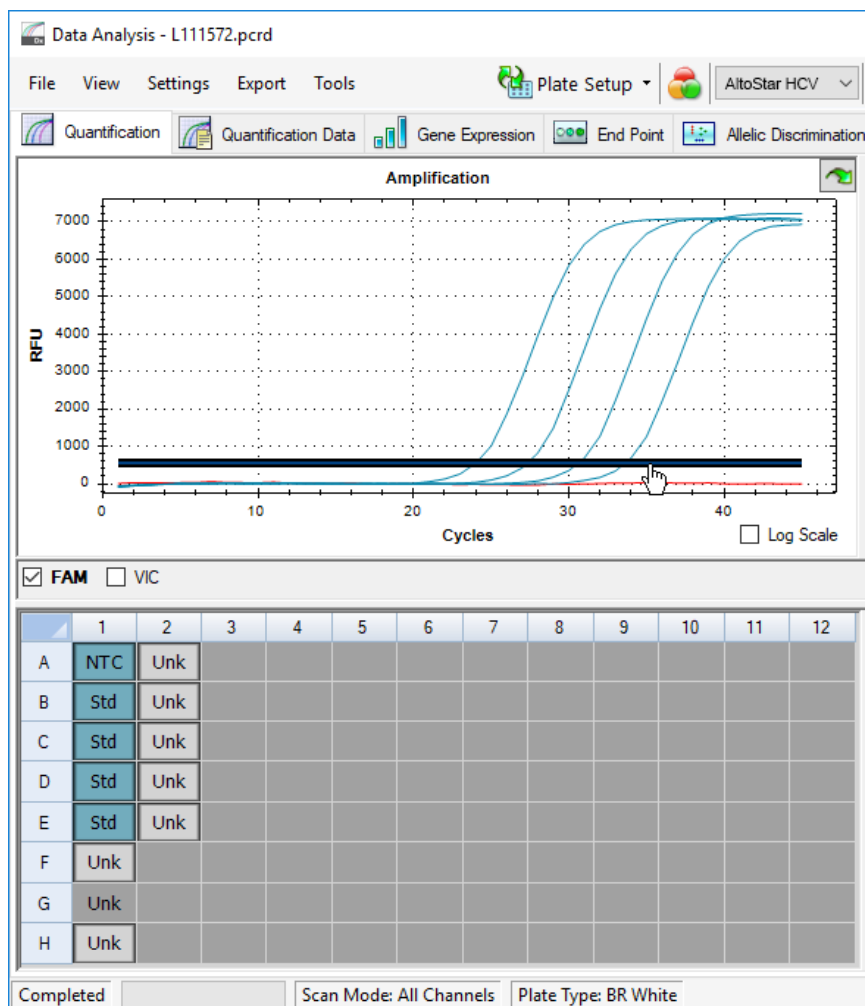 Data Analysis - L111572.pcrd
File View Settings Export Tools Plate Setup AltoStar HCV
Quantification Quantification Data Gene Expression End Point Allelic Discrimination
Amplification
7000
6000
5000
4000
3000
2000
1000
0
RFU
0 10 20 30 40
Cycles
Log Scale
FAM VIC
1 2 3 4 5 6 7 8 9 10 11 12
A NTC Unk
B Std Unk
C Std Unk
D Std Unk
E Std Unk
F Unk
G Unk
H Unk
Completed Scan Mode: All Channels Plate Type: BR White